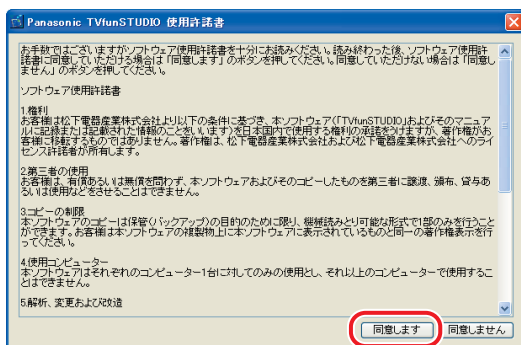 Panasonic TVfunSTUDIO 使用許諾書
お手数ではございますがソフトウェア使用許諾書を十分にお読みください。読み終わった後、ソフトウェア使用許
諾書に同意していただける場合は「同意します」のボタンを押してください。同意していただけない場合は「同意し
ません」のボタンを押してください。
ソフトウェア使用許諾書
1.権利
お客様は松下電器産業株式会社より以下の条件に基づき、本ソフトウェア(「TVfunSTUDIO」およびそのマニュア
ルに記録または記載された情報のことをいいます)を日本国内で使用する権利の承諾をうけますが、著作権がお
客様に移転するものではありません。著作権は、松下電器産業株式会社および松下電器産業株式会社へのライ
センス許諾者が所有します。
2.第三者の使用
お客様は、有償あるいは無償を問わず、本ソフトウェアおよびそのコピーしたものを第三者に譲渡、頒布、貸与あ
るいは使用などをさせることはできません。
3.コピーの制限
本ソフトウェアのコピーは保管(バックアップ)の目的のために限り、機械読みとり可能な形式で1部のみを行うこと
ができます。お客様は本ソフトウェアの複製物上に本ソフトウェアに表示されているものと同一の著作権表示を行
ってください。
4.使用コンピューター
本ソフトウェアはそれぞれのコンピューター1台に対してのみの使用とし、それ以上のコンピューターで使用するこ
とはできません。
5.解析、変更および改造
同意します 同意しません